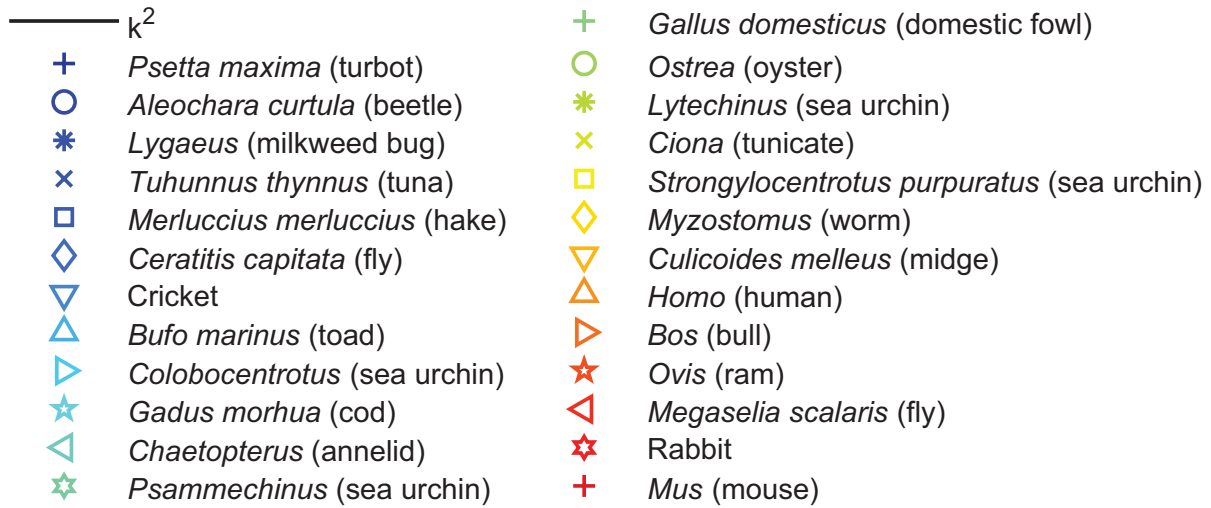 k²
Psetta maxima (turbot)
Aleochara curtula (beetle)
Lygaeus (milkweed bug)
Tuhunnus thynnus (tuna)
Merluccius merluccius (hake)
Ceratitis capitata (fly)
Cricket
Bufo marinus (toad)
Colobocentrotus (sea urchin)
Gadus morhua (cod)
Chaetopterus (annelid)
Psammechinus (sea urchin)
Gallus domesticus (domestic fowl)
Ostrea (oyster)
Lytechinus (sea urchin)
Ciona (tunicate)
Strongylocentrotus purpuratus (sea urchin)
Myzostomus (worm)
Culicoides melleus (midge)
Homo (human)
Bos (bull)
Ovis (ram)
Megaselia scalaris (fly)
Rabbit
Mus (mouse)